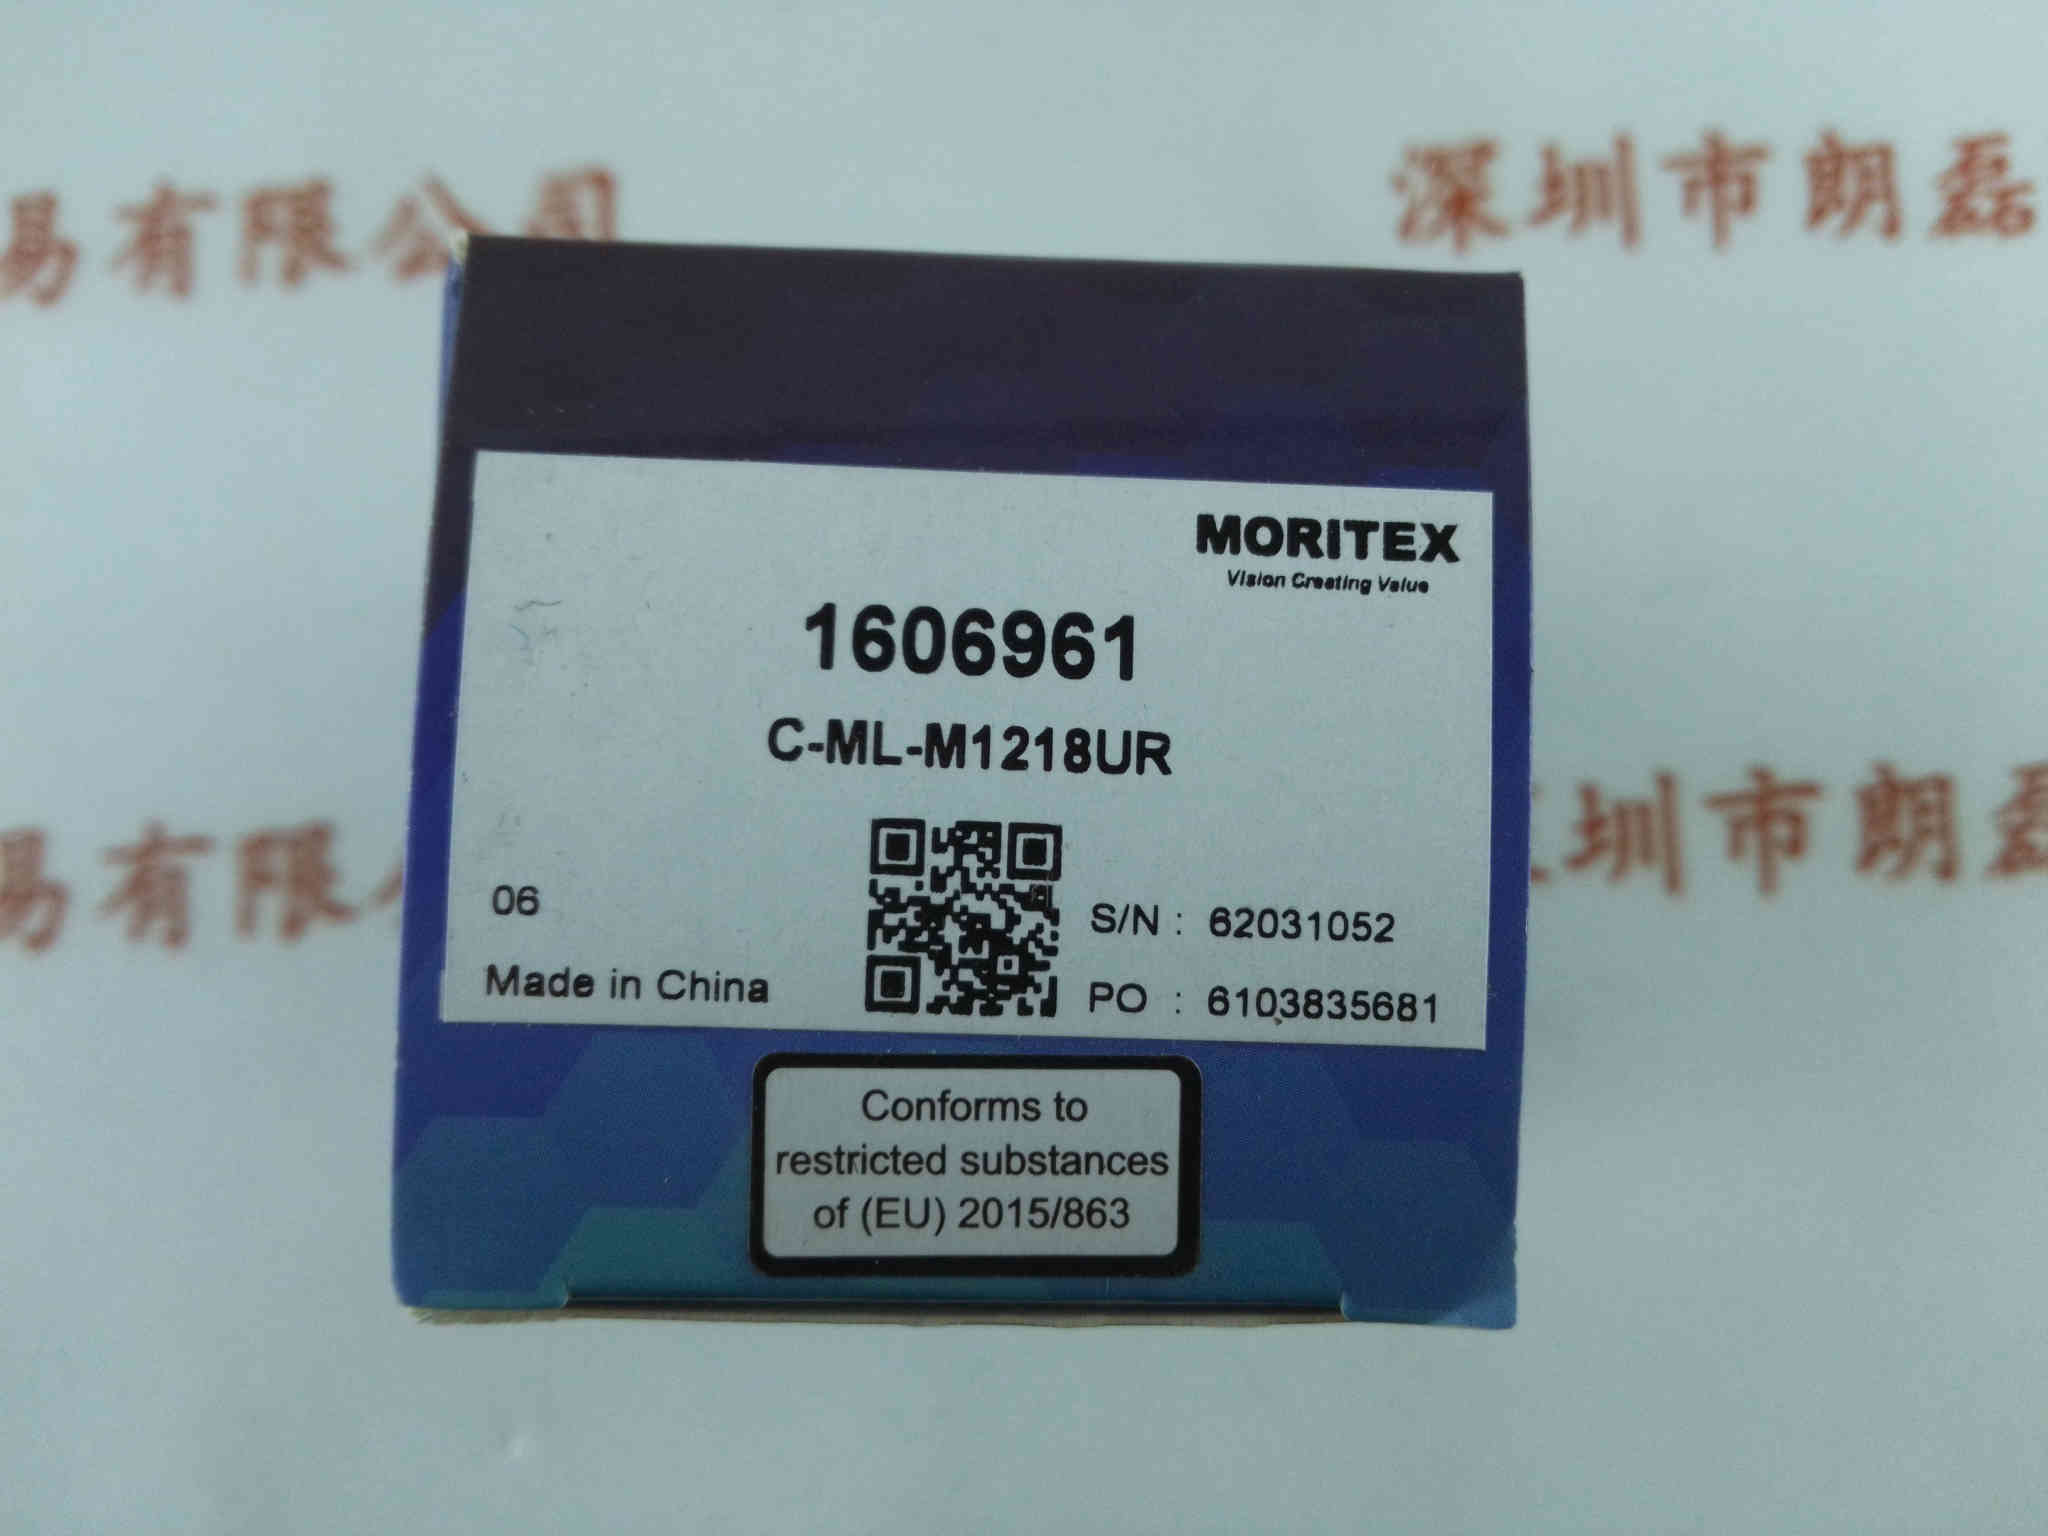 深圳市朗磊
易有限公司
MORITEX
Vision Creating Value
1606961
C-ML-M1218UR
06
S/N : 62031052
Made in China
PO : 6103835681
圳市朗磊
易有限
Conforms to
restricted substances
of (EU) 2015/863